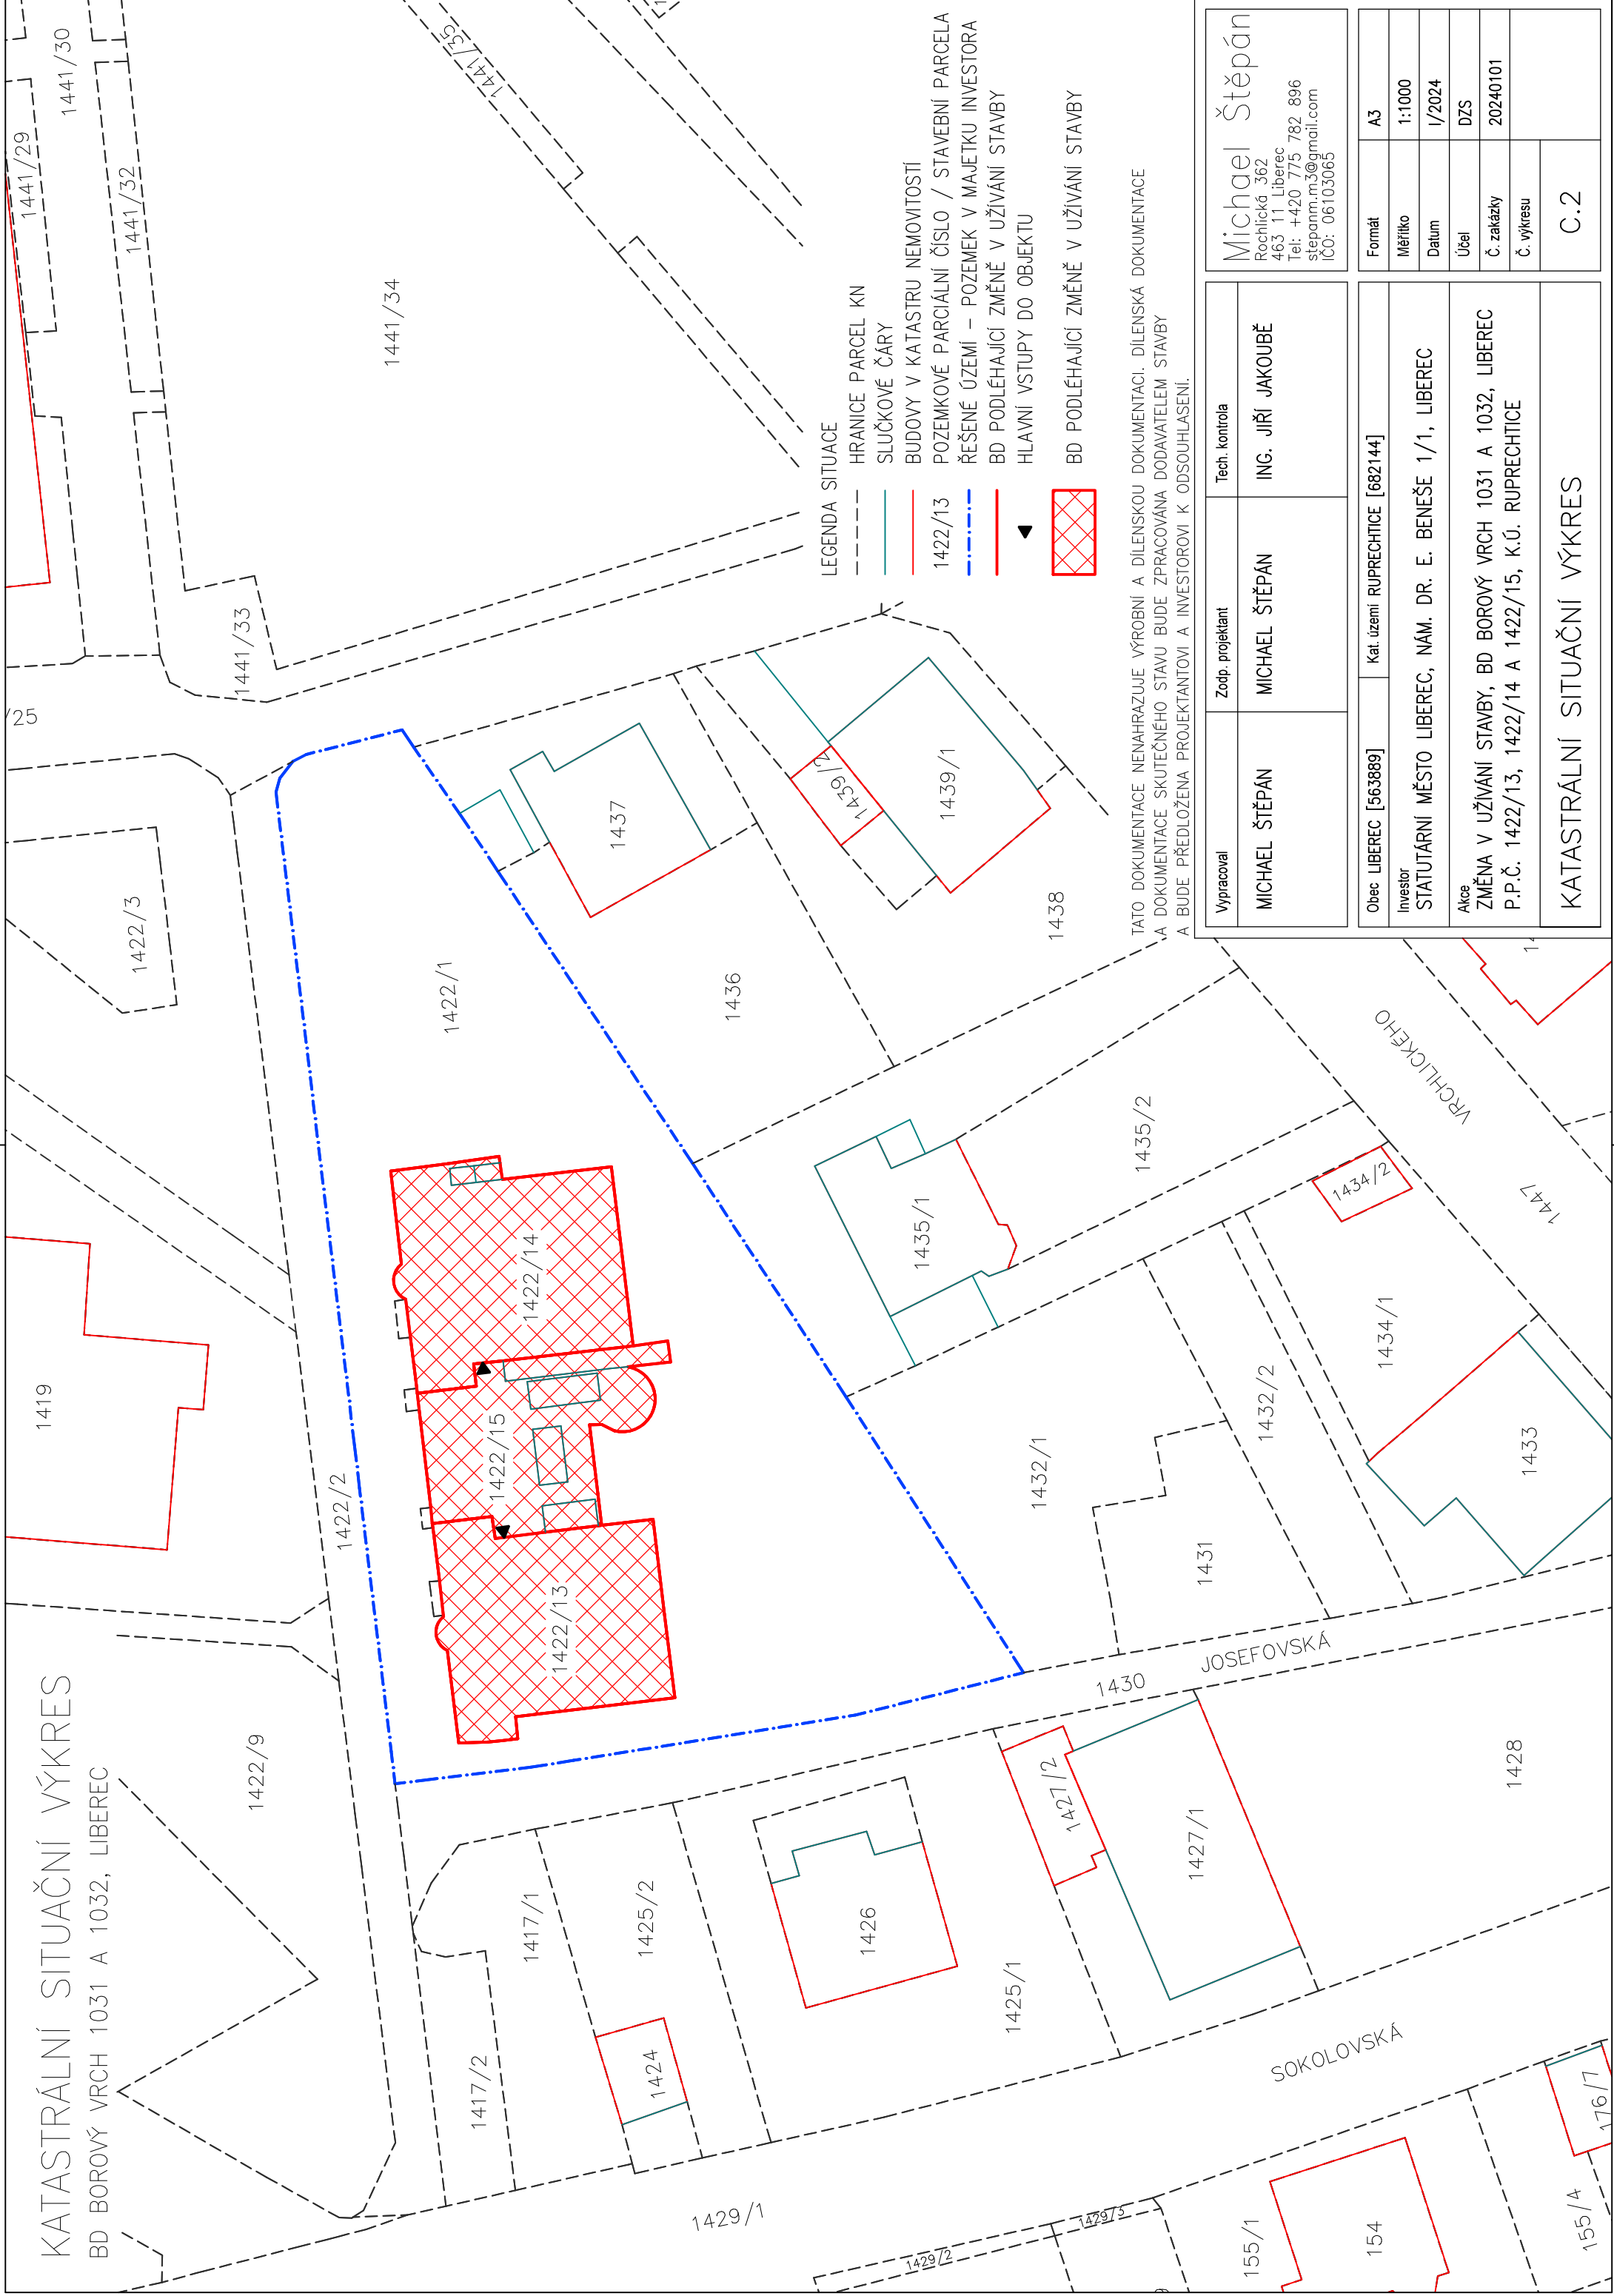 KATASTRÁLNÍ SITUAČNÍ VÝKRES
BD BOROVÝ VRCH 1031 A 1032, LIBEREC
1422/9
1419
1422/3
/25
1441/29
1441/30
1441/32
1441/33
1441/34
1441/35
1422/2
1422/1
1422/13
1422/15
1422/14
1417/2
1417/1
1424
1425/2
1426
1425/1
1427/2
1427/1
1428
1429/1
1429/2
1429/3
155/1
154
155/4
176/7
SOKOLOVSKÁ
1430
JOSEFOVSKÁ
1431
1432/1
1432/2
1433
1434/1
1434/2
1435/1
1435/2
1436
1437
1438
1439/2
1439/1
VRCHLICKÉHO
1447
LEGENDA SITUACE
HRANICE PARCEL KN
SLUČKOVÉ ČÁRY
BUDOVY V KATASTRU NEMOVITOSTÍ
1422/13 POZEMKOVÉ PARCIÁLNÍ ČÍSLO / STAVEBNÍ PARCELA
ŘEŠENÉ ÚZEMÍ – POZEMEK V MAJETKU INVESTORA
BD PODLÉHAJÍCÍ ZMĚNĚ V UŽÍVÁNÍ STAVBY
HLAVNÍ VSTUPY DO OBJEKTU
BD PODLÉHAJÍCÍ ZMĚNĚ V UŽÍVÁNÍ STAVBY
TATO DOKUMENTACE NENAHRAZUJE VÝROBNÍ A DÍLENSKOU DOKUMENTACI. DÍLENSKÁ DOKUMENTACE
A DOKUMENTACE SKUTEČNÉHO STAVU BUDE ZPRACOVÁNA DODAVATELEM STAVBY
A BUDE PŘEDLOŽENA PROJEKTANTOVI A INVESTOROVI K ODSOUHLASENÍ.
Vypracoval Zodp. projektant Tech. kontrola
MICHAEL ŠTĚPÁN MICHAEL ŠTĚPÁN ING. JIŘÍ JAKOUBĚ
Michael Štěpán
Rochlická 362
463 11 Liberec
Tel: +420 775 782 896
stepanm.m3@gmail.com
IČO: 06103065
Obec LIBEREC [563889] Kat. území RUPRECHTICE [682144]
Investor
STATUTÁRNÍ MĚSTO LIBEREC, NÁM. DR. E. BENEŠE 1/1, LIBEREC
Akce
ZMĚNA V UŽÍVÁNÍ STAVBY, BD BOROVÝ VRCH 1031 A 1032, LIBEREC
P.P.Č. 1422/13, 1422/14 A 1422/15, K.Ú. RUPRECHTICE
KATASTRÁLNÍ SITUAČNÍ VÝKRES
Formát A3
Měřítko 1:1000
Datum I/2024
Účel DZS
Č. zakázky 20240101
Č. výkresu
C.2